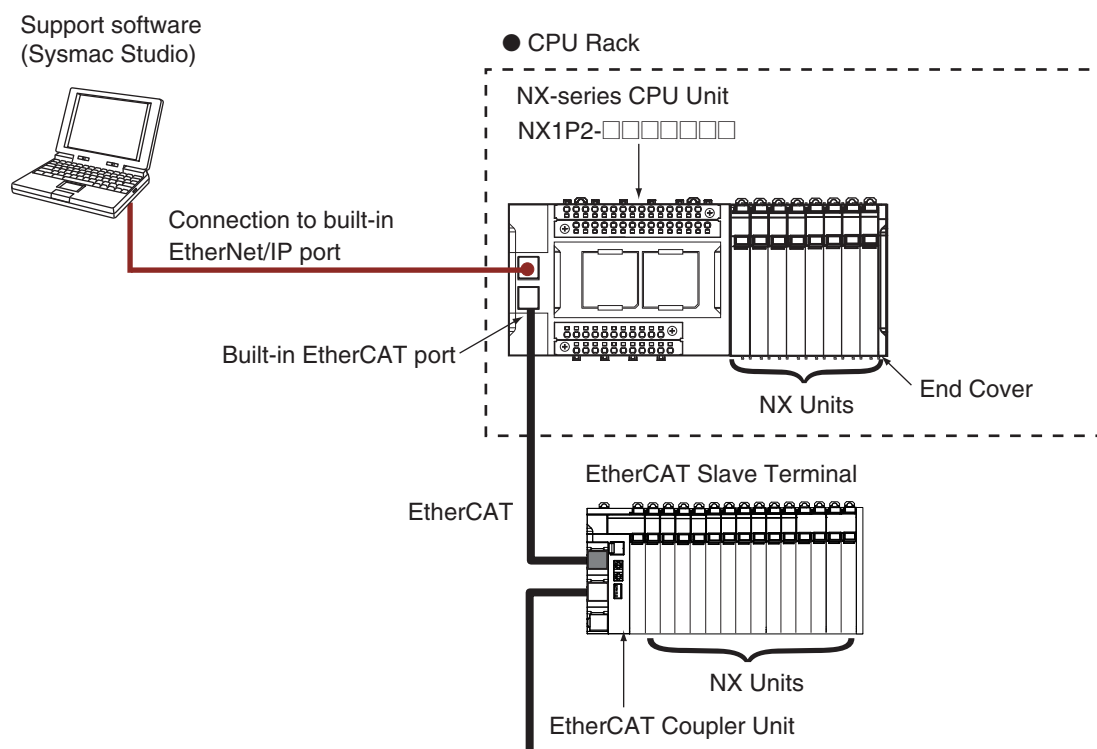 Support software
(Sysmac Studio)
● CPU Rack
NX-series CPU Unit
NX1P2-□□□□□□□
Connection to built-in
EtherNet/IP port
Built-in EtherCAT port
End Cover
NX Units
EtherCAT Slave Terminal
EtherCAT
NX Units
EtherCAT Coupler Unit